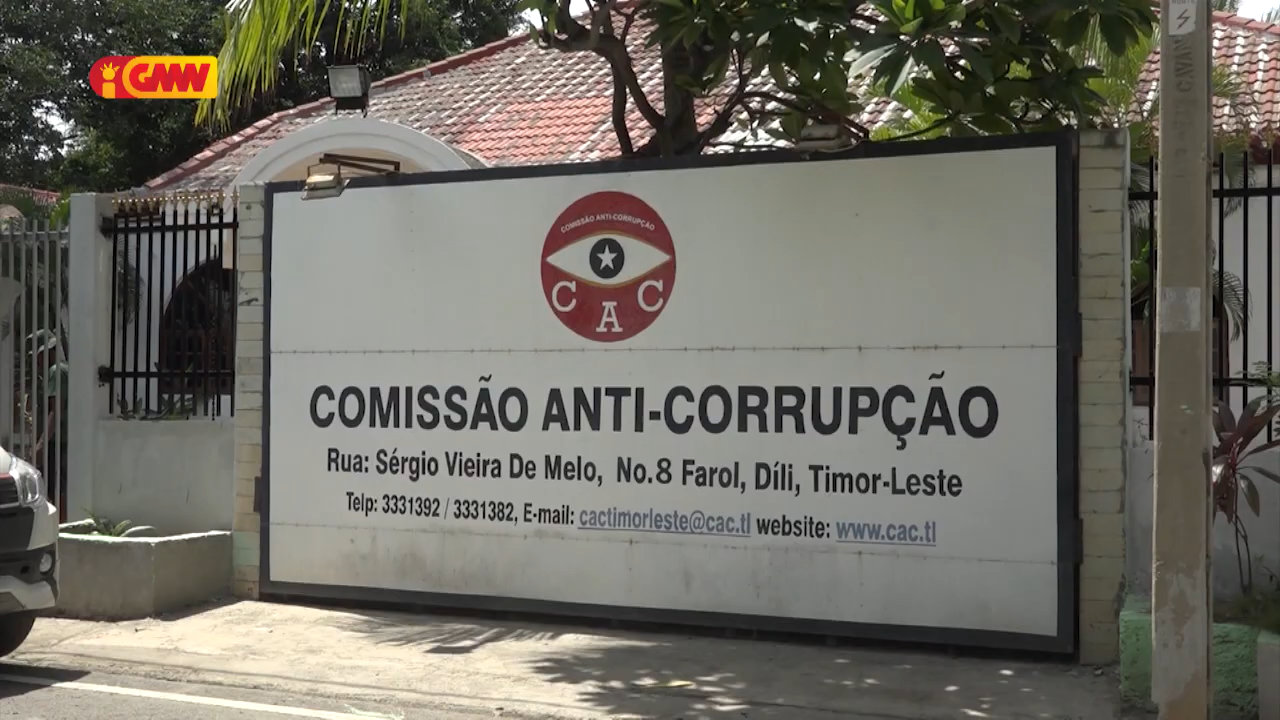 GMW
COMISSÃO ANTI-CORRUPÇÃO
C A C
COMISSÃO ANTI-CORRUPÇÃO
Rua: Sérgio Vieira De Melo, No.8 Farol, Díli, Timor-Leste
Telp: 3331392 / 3331382, E-mail: cactimorleste@cac.tl website: www.cac.tl